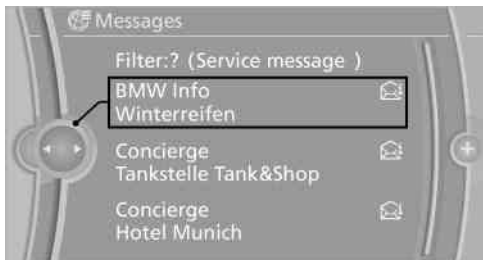 Messages
Filter:? (Service message )
BMW Info
Winterreifen
Concierge
Tankstelle Tank&Shop
Concierge
Hotel Munich